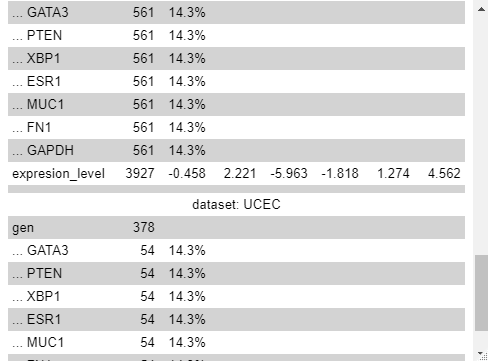 ... GATA3 561 14.3%
... PTEN 561 14.3%
... XBP1 561 14.3%
... ESR1 561 14.3%
... MUC1 561 14.3%
... FN1 561 14.3%
... GAPDH 561 14.3%
expresion_level 3927 -0.458 2.221 -5.963 -1.818 1.274 4.562
dataset: UCEC
gen 378
... GATA3 54 14.3%
... PTEN 54 14.3%
... XBP1 54 14.3%
... ESR1 54 14.3%
... MUC1 54 14.3%